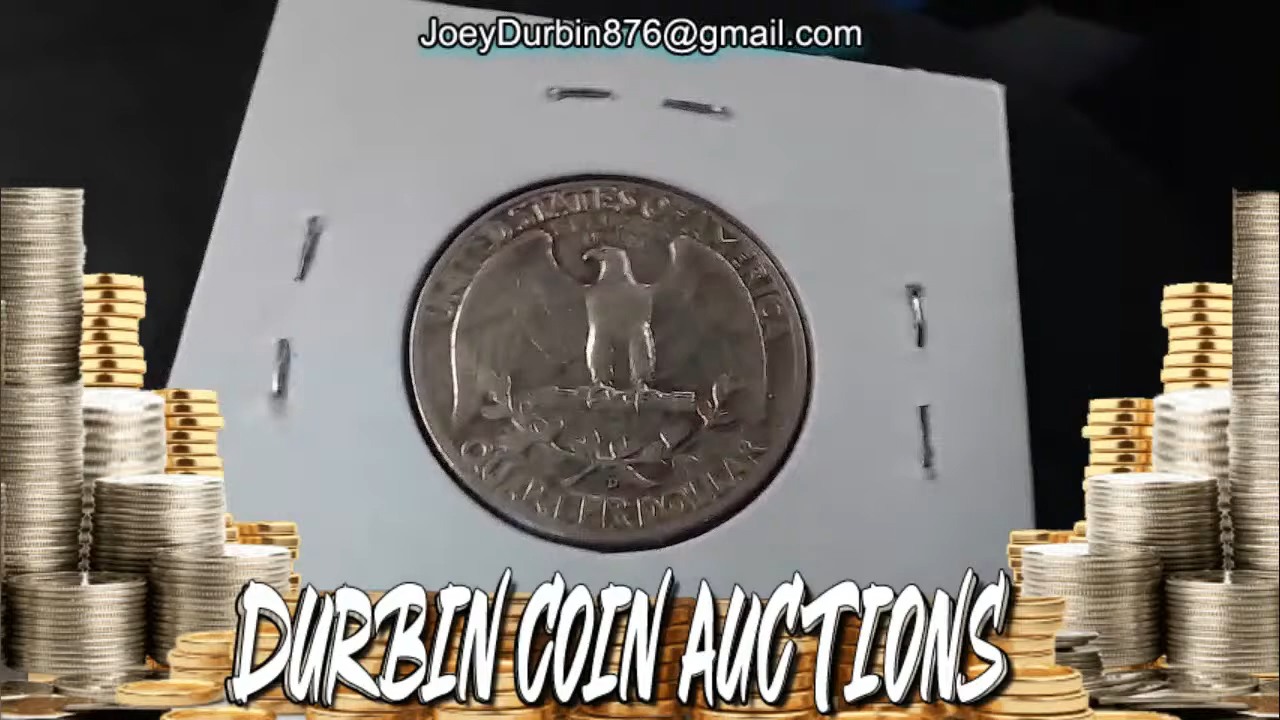 JoeyDurbin876@gmail.com
UNITED STATES OF AMERICA
D
QUARTER DOLLAR
DURBIN COIN AUCTIONS